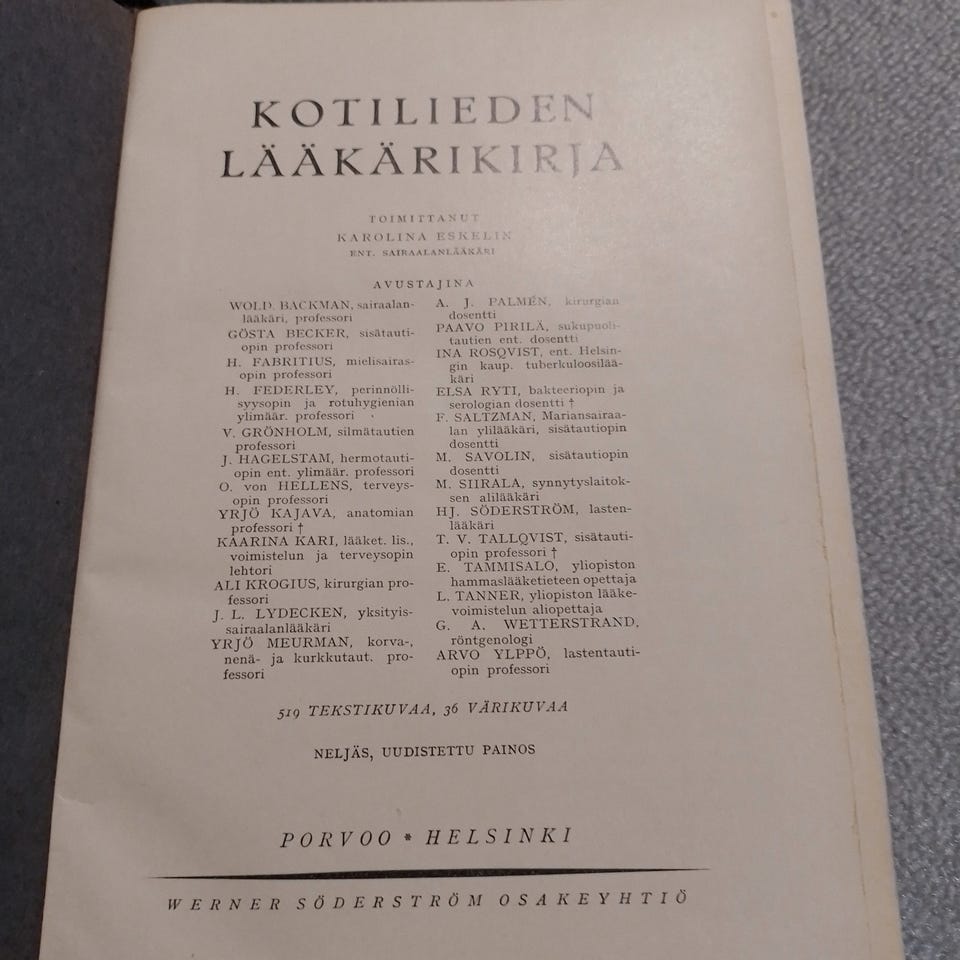 KOTILIEDEN
LÄÄKÄRIKIRJA
TOIMITTANUT
KAROLINA ESKELIN
ENT. SAIRAALANLÄÄKÄRI
AVUSTAJINA
WOLD. BACKMAN, sairaalan-
lääkäri, professori
GÖSTA BECKER, sisätauti-
opin professori
H. FABRITIUS, mielisairas-
opin professori
H. FEDERLEY, perinnölli-
syysopin ja rotuhygienian
ylimäär. professori
V. GRÖNHOLM, silmätautien
professori
J. HAGELSTAM, hermotauti-
opin ent. ylimäär. professori
O. von HELLENS, terveys-
opin professori
YRJÖ KAJAVA, anatomian
professori †
KAARINA KARI, lääket. lis.,
voimistelun ja terveysopin
lehtori
ALI KROGIUS, kirurgian pro-
fessori
J. L. LYDECKEN, yksityis-
sairaalanlääkäri
YRJÖ MEURMAN, korva-,
nenä- ja kurkkutaut. pro-
fessori
A. J. PALMÉN, kirurgian
dosentti
PAAVO PIRILÄ, sukupuoli-
tautien ent. dosentti
INA ROSQVIST, ent. Helsin-
gin kaup. tuberkuloosilää-
käri
ELSA RYTI, bakteeriopin ja
serologian dosentti †
F. SALTZMAN, Mariansairaa-
lan ylilääkäri, sisätautiopin
dosentti
M. SAVOLIN, sisätautiopin
dosentti
M. SIIRALA, synnytyslaitok-
sen alilääkäri
HJ. SÖDERSTRÖM, lasten-
lääkäri
T. V. TALLQVIST, sisätauti-
opin professori †
E. TAMMISALO, yliopiston
hammaslääketieteen opettaja
L. TANNER, yliopiston lääke-
voimistelun aliopettaja
G. A. WETTERSTRAND,
röntgenologi
ARVO YLPPÖ, lastentauti-
opin professori
519 TEKSTIKUVAA, 36 VÄRIKUVAA
NELJÄS, UUDISTETTU PAINOS
PORVOO * HELSINKI
WERNER SÖDERSTRÖM OSAKEYHTIÖ